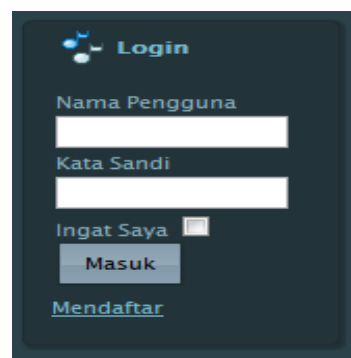 Login
Nama Pengguna
Kata Sandi
Ingat Saya
Masuk
Mendaftar